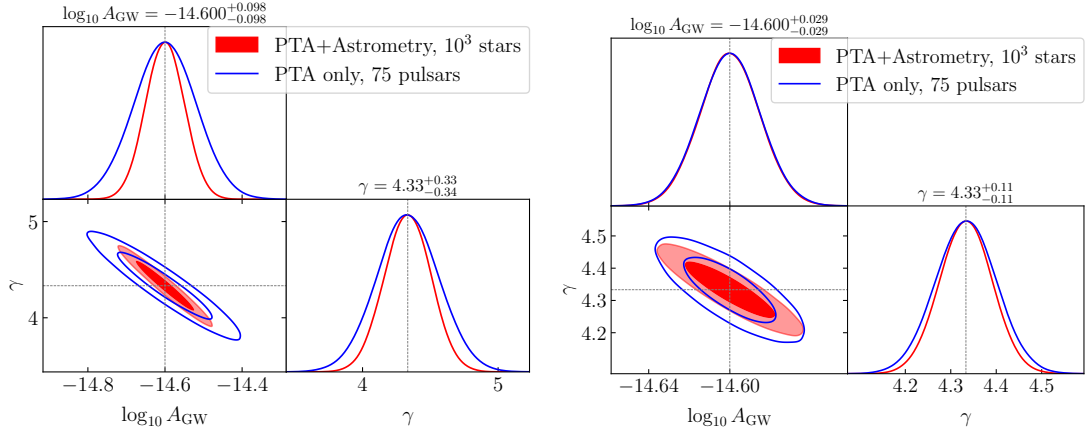 log₁₀ A_GW = −14.600^{+0.098}_{−0.098}
PTA+Astrometry, 10³ stars
PTA only, 75 pulsars
γ = 4.33^{+0.33}_{−0.34}
5
4
γ
−14.8 −14.6 −14.4
log₁₀ A_GW
4 5
γ
log₁₀ A_GW = −14.600^{+0.029}_{−0.029}
PTA+Astrometry, 10³ stars
PTA only, 75 pulsars
γ = 4.33^{+0.11}_{−0.11}
4.5
4.4
4.3
4.2
γ
−14.64 −14.60
log₁₀ A_GW
4.2 4.3 4.4 4.5
γ